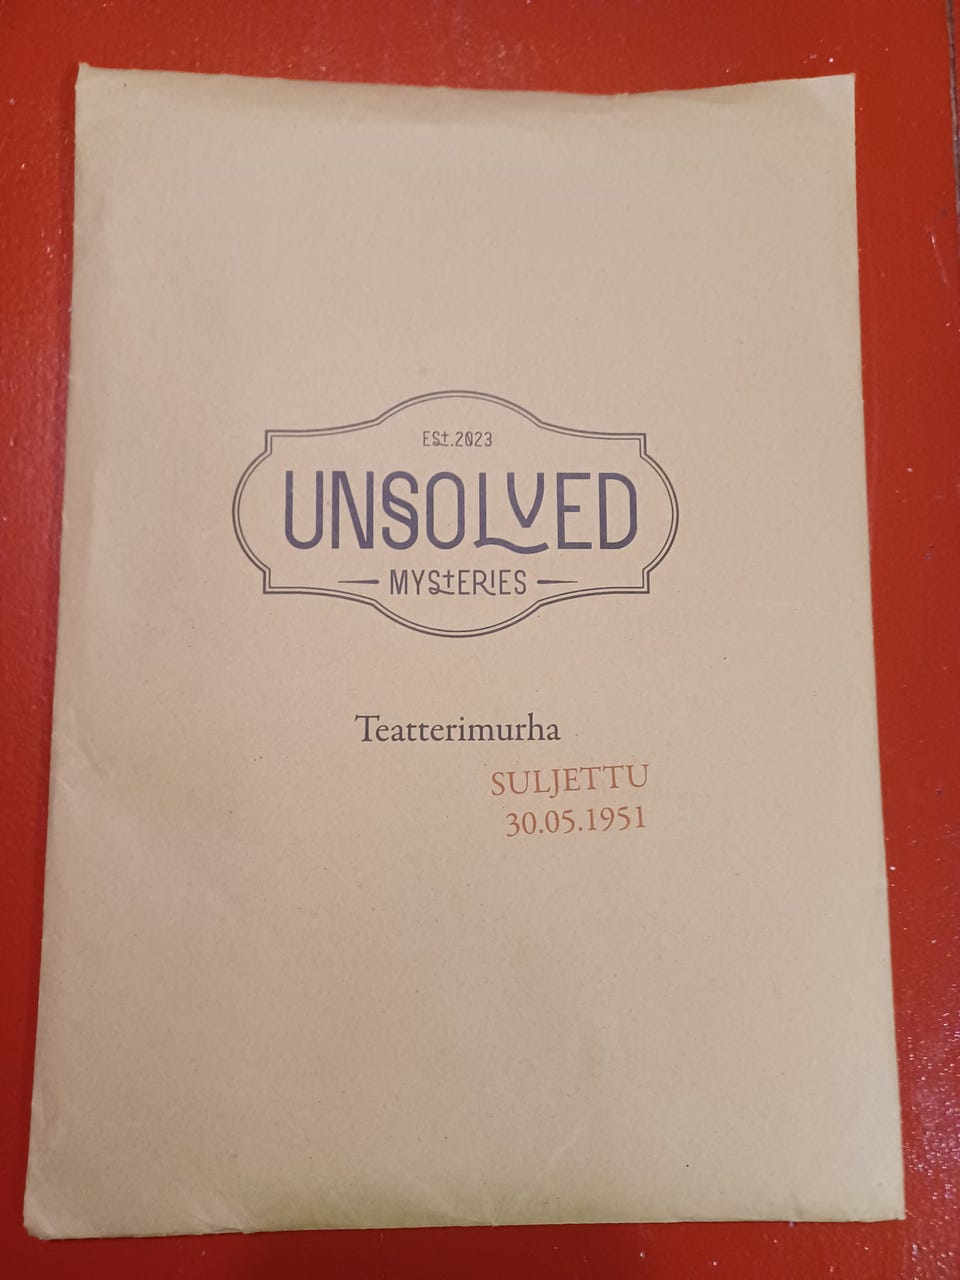 Est.2023
UNSOLVED
MYSTERIES
Teatterimurha
SULJETTU
30.05.1951